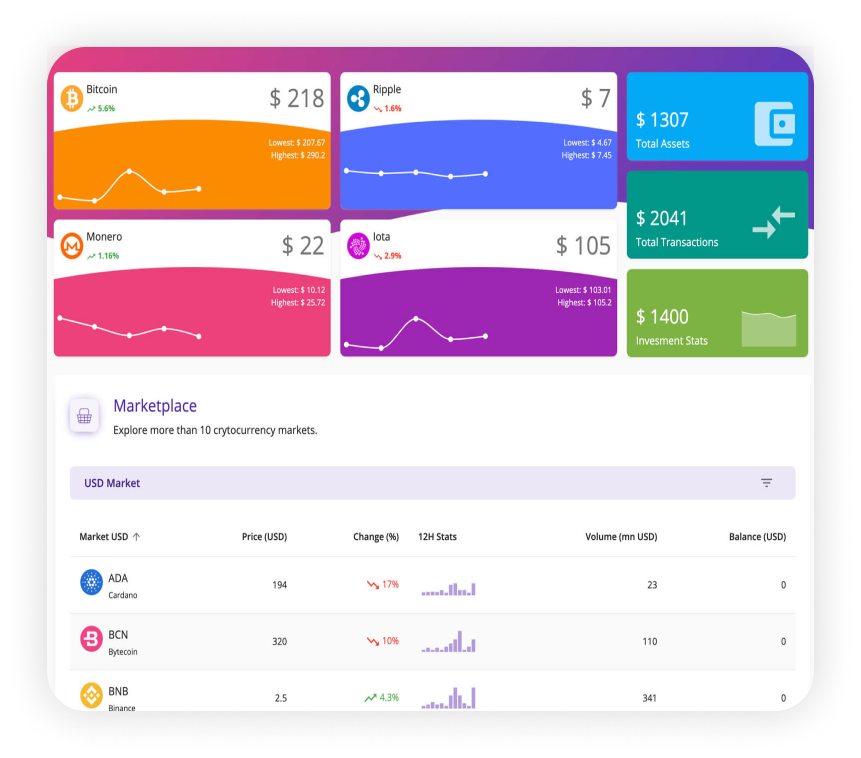 Bitcoin
5.6%
$ 218
Lowest: $ 207.67
Highest: $ 290.2
Ripple
1.6%
$ 7
Lowest: $ 4.67
Highest: $ 7.45
$ 1307
Total Assets
Monero
1.16%
$ 22
Lowest: $ 10.12
Highest: $ 25.72
Iota
2.9%
$ 105
Lowest: $ 103.01
Highest: $ 105.2
$ 2041
Total Transactions
$ 1400
Invesment Stats
Marketplace
Explore more than 10 crytocurrency markets.
USD Market
Market USD Price (USD) Change (%) 12H Stats Volume (mn USD) Balance (USD)
ADA
Cardano
194 17% 23 0
BCN
Bytecoin
320 10% 110 0
BNB
Binance
2.5 4.3% 341 0